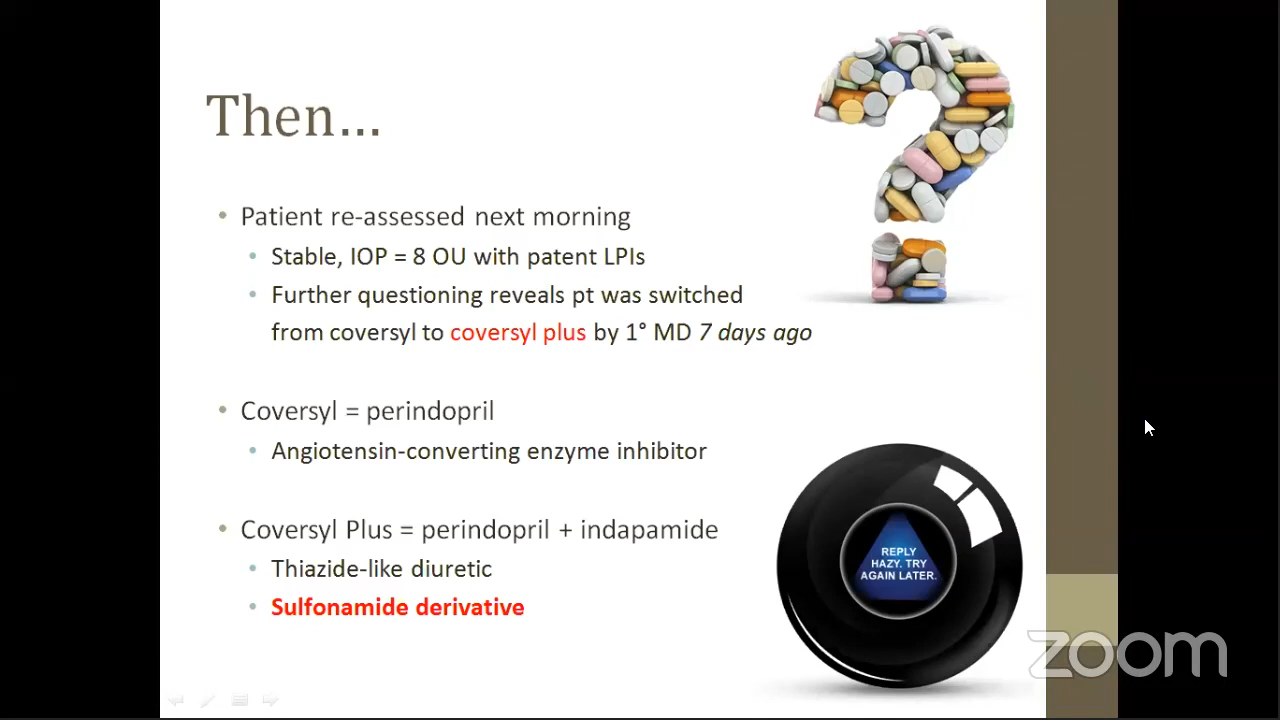 Then...
• Patient re-assessed next morning
• Stable, IOP = 8 OU with patent LPIs
• Further questioning reveals pt was switched
from coversyl to coversyl plus by 1° MD 7 days ago
• Coversyl = perindopril
• Angiotensin-converting enzyme inhibitor
• Coversyl Plus = perindopril + indapamide
• Thiazide-like diuretic
• Sulfonamide derivative
REPLY
HAZY. TRY
AGAIN LATER.
zoom